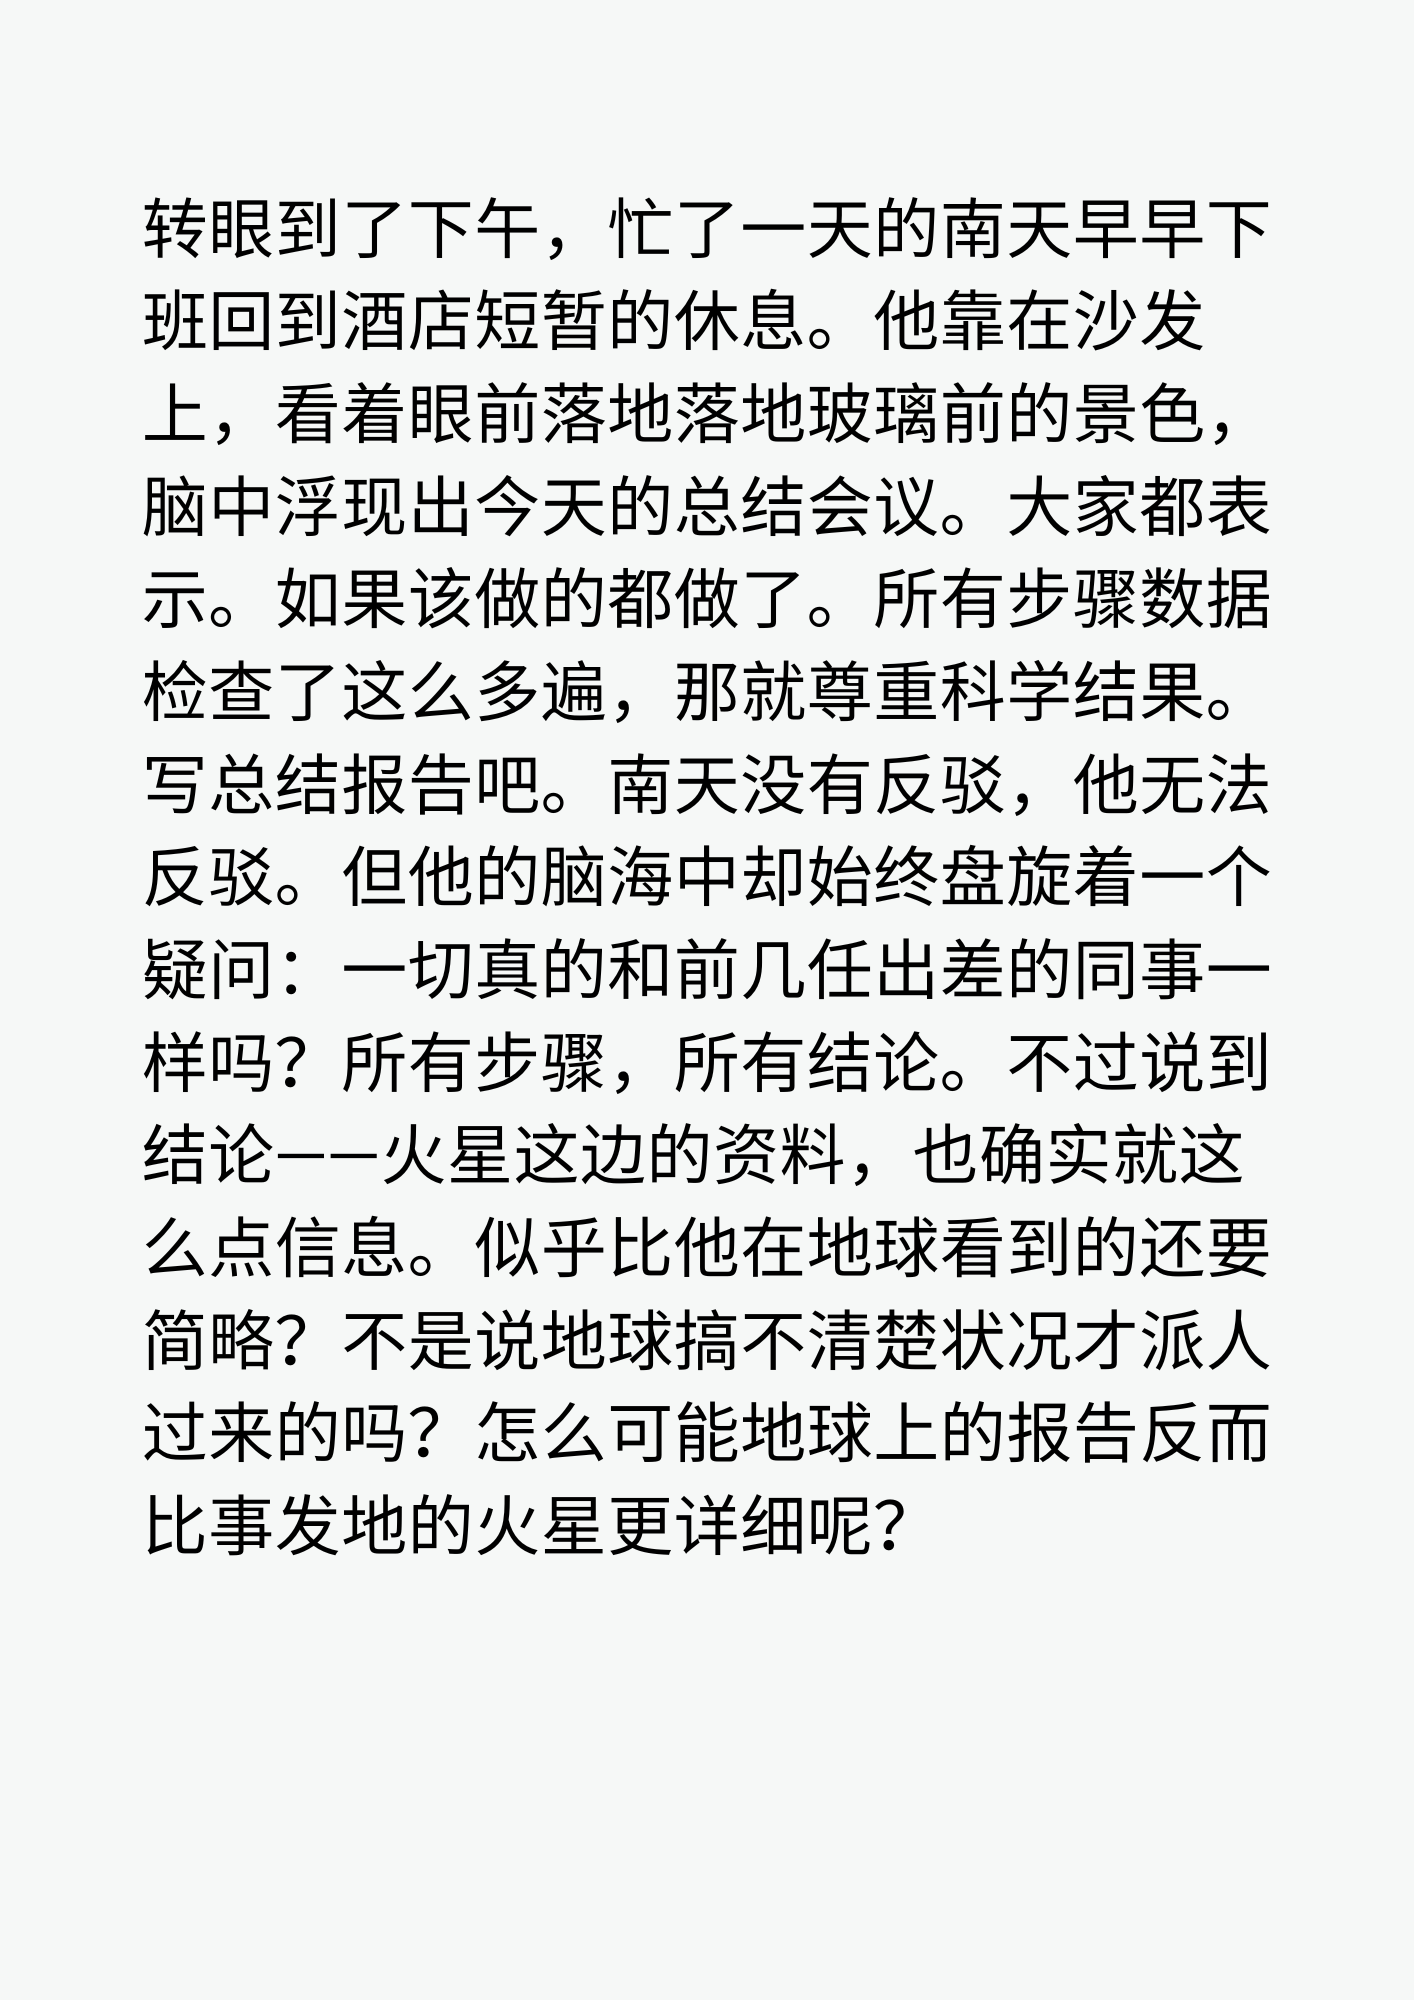 转眼到了下午，忙了一天的南天早早下
班回到酒店短暂的休息。他靠在沙发
上，看着眼前落地落地玻璃前的景色，
脑中浮现出今天的总结会议。大家都表
示。如果该做的都做了。所有步骤数据
检查了这么多遍，那就尊重科学结果。
写总结报告吧。南天没有反驳，他无法
反驳。但他的脑海中却始终盘旋着一个
疑问：一切真的和前几任出差的同事一
样吗？所有步骤，所有结论。不过说到
结论——火星这边的资料，也确实就这
么点信息。似乎比他在地球看到的还要
简略？不是说地球搞不清楚状况才派人
过来的吗？怎么可能地球上的报告反而
比事发地的火星更详细呢？